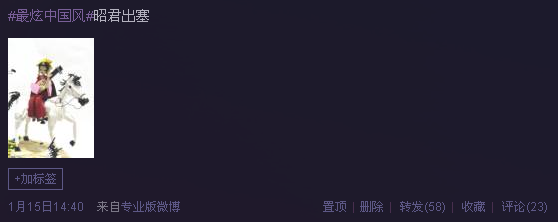 #最炫中国风#昭君出塞
+加标签
1月15日14:40 来自专业版微博 置顶 | 删除 | 转发(58) | 收藏 | 评论(23)